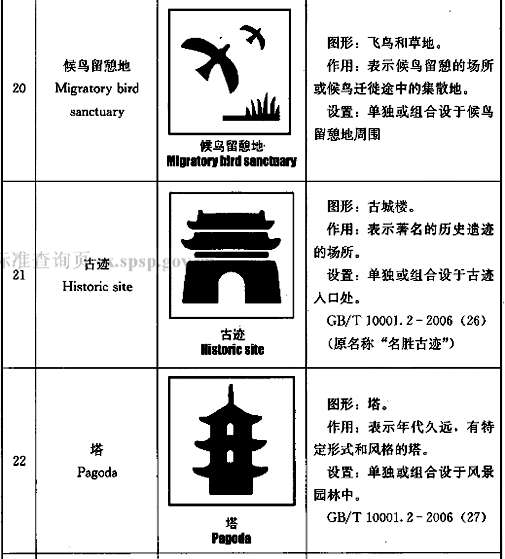 20
候鸟留憩地
Migratory bird
sanctuary
候鸟留憩地
Migratory bird sanctuary
图形：飞鸟和草地。
作用：表示候鸟留憩的场所
或候鸟迁徙途中的集散地。
设置：单独或组合设于候鸟
留憩地周围
21
古迹
Historic site
古迹
Historic site
图形：古城楼。
作用：表示著名的历史遗迹
的场所。
设置：单独或组合设于古迹
入口处。
GB/T 10001.2-2006（26）
（原名称“名胜古迹”）
22
塔
Pagoda
塔
Pagoda
图形：塔。
作用：表示年代久远，有特
定形式和风格的塔。
设置：单独或组合设于风景
园林中。
GB/T 10001.2-2006（27）
标准查询网 .spsp.gov